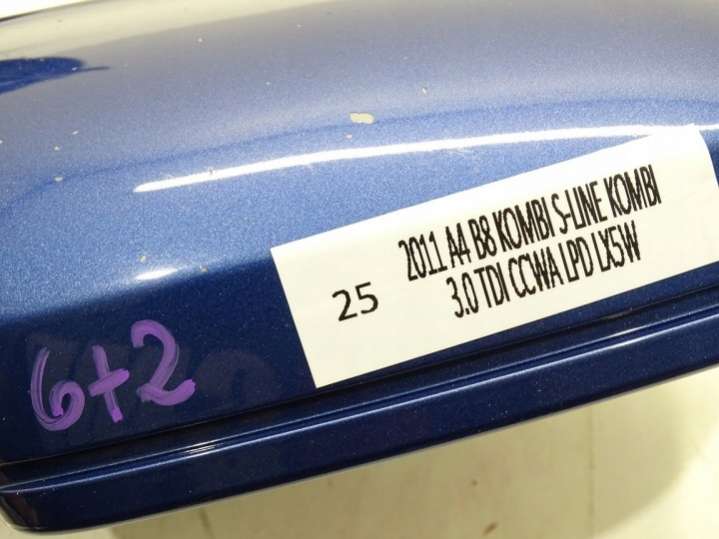 2011 A4 B8 KOMBI S-LINE KOMBI
25
3.0 TDI CCWA LPD LX5W
6+2